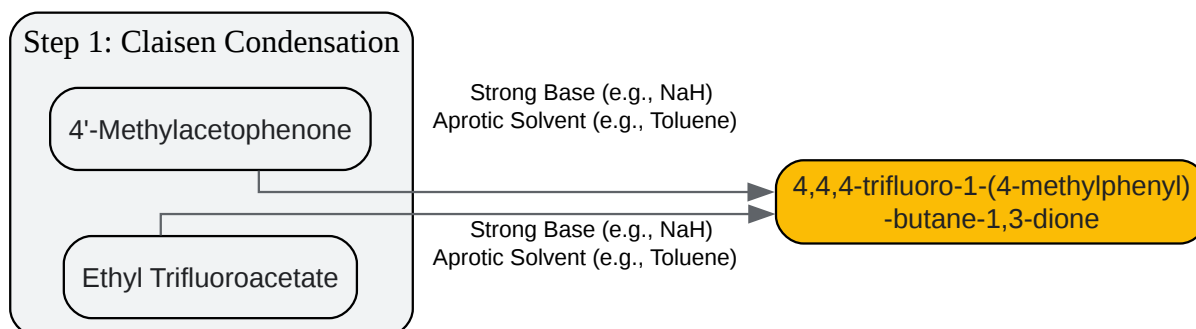 Step 1: Claisen Condensation
4'-Methylacetophenone
Ethyl Trifluoroacetate
Strong Base (e.g., NaH)
Aprotic Solvent (e.g., Toluene)
Strong Base (e.g., NaH)
Aprotic Solvent (e.g., Toluene)
4,4,4-trifluoro-1-(4-methylphenyl)
-butane-1,3-dione